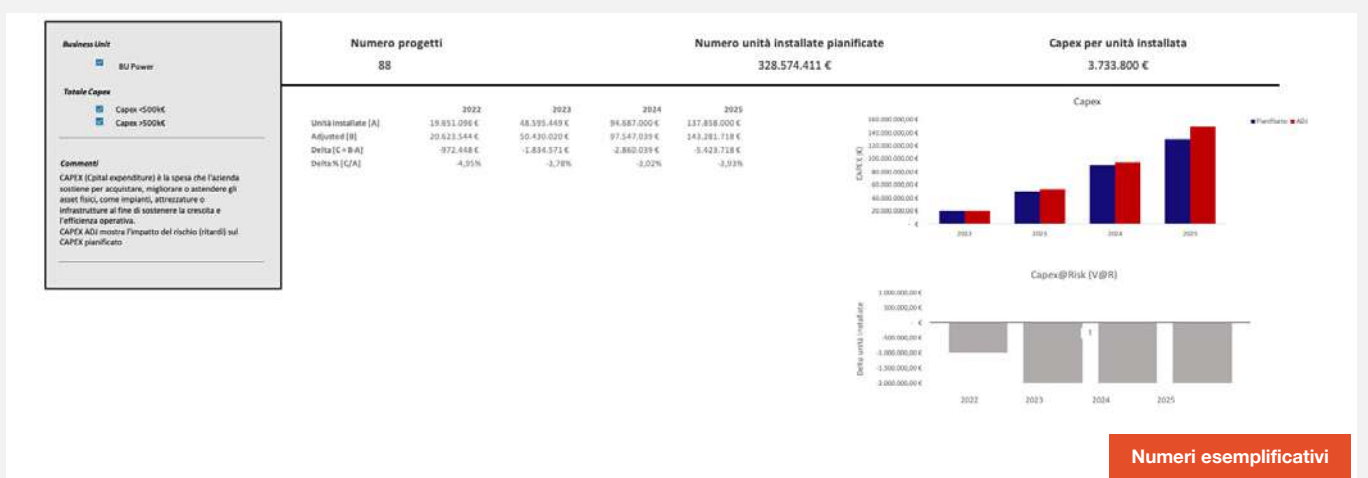 Business Unit
BU Power
Totale Capex
Capex <500k€
Capex >500k€
Commenti
CAPEX (Cpital expenditure) è la spesa che l'azienda
sostiene per acquistare, migliorare o astendere gli
asset fisici, come impianti, attrezzature o
infrastrutture al fine di sostenere la crescita e
l'efficienza operativa.
CAPEX ADJ mostra l'impatto del rischio (ritardi) sul
CAPEX pianificato
Numero progetti
88
Numero unità installate pianificate
328.574.411 €
Capex per unità installata
3.733.800 €
2022 2023 2024 2025
Unità Installate [A] 19.651.096 € 48.595.449 € 94.687.000 € 137.858.000 €
Adjusted [B] 20.623.544 € 50.430.020 € 97.547.039 € 143.281.718 €
Delta [C = B-A] -972.448 € -1.834.571 € -2.860.039 € -5.423.718 €
Delta % [C/A] -4,95% -3,78% -3,02% -3,93%
Capex
CAPEX (€)
160.000.000,00 €
140.000.000,00 €
120.000.000,00 €
100.000.000,00 €
80.000.000,00 €
60.000.000,00 €
40.000.000,00 €
20.000.000,00 €
- €
2023 2024 2025
Capex@Risk (V@R)
Delta unità installate
1.000.000,00 €
500.000,00 €
- €
-500.000,00 €
-1.000.000,00 €
-1.500.000,00 €
-2.000.000,00 €
1
2022 2023 2024 2025
Numeri esemplificativi